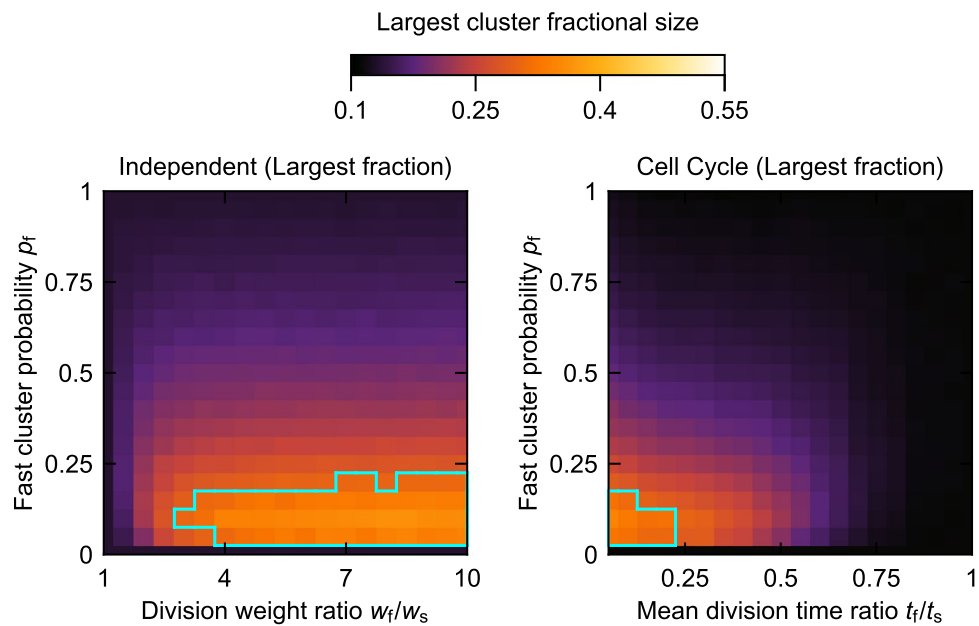 Largest cluster fractional size
0.1 0.25 0.4 0.55
Independent (Largest fraction)
Fast cluster probability pf
1
0.75
0.5
0.25
0
1 4 7 10
Division weight ratio wf/ws
Cell Cycle (Largest fraction)
Fast cluster probability pf
1
0.75
0.5
0.25
0
0.25 0.5 0.75 1
Mean division time ratio tf/ts